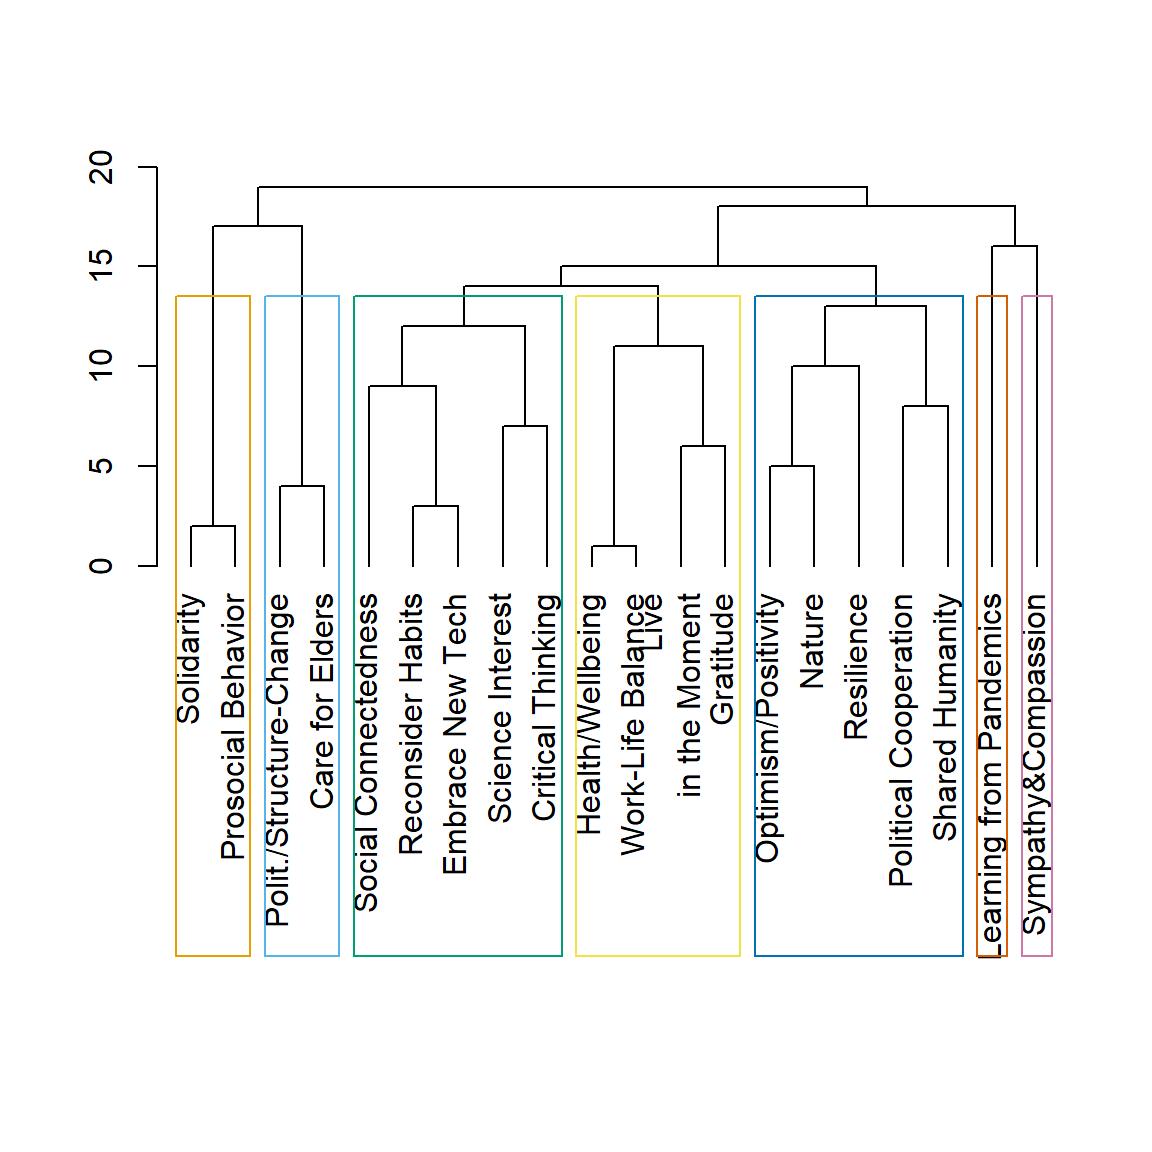 20
15
10
5
0
Solidarity
Prosocial Behavior
Polit./Structure-Change
Care for Elders
Social Connectedness
Reconsider Habits
Embrace New Tech
Science Interest
Critical Thinking
Health/Wellbeing
Work-Life Balance
Live
in the Moment
Gratitude
Optimism/Positivity
Nature
Resilience
Political Cooperation
Shared Humanity
Learning from Pandemics
Sympathy&Compassion